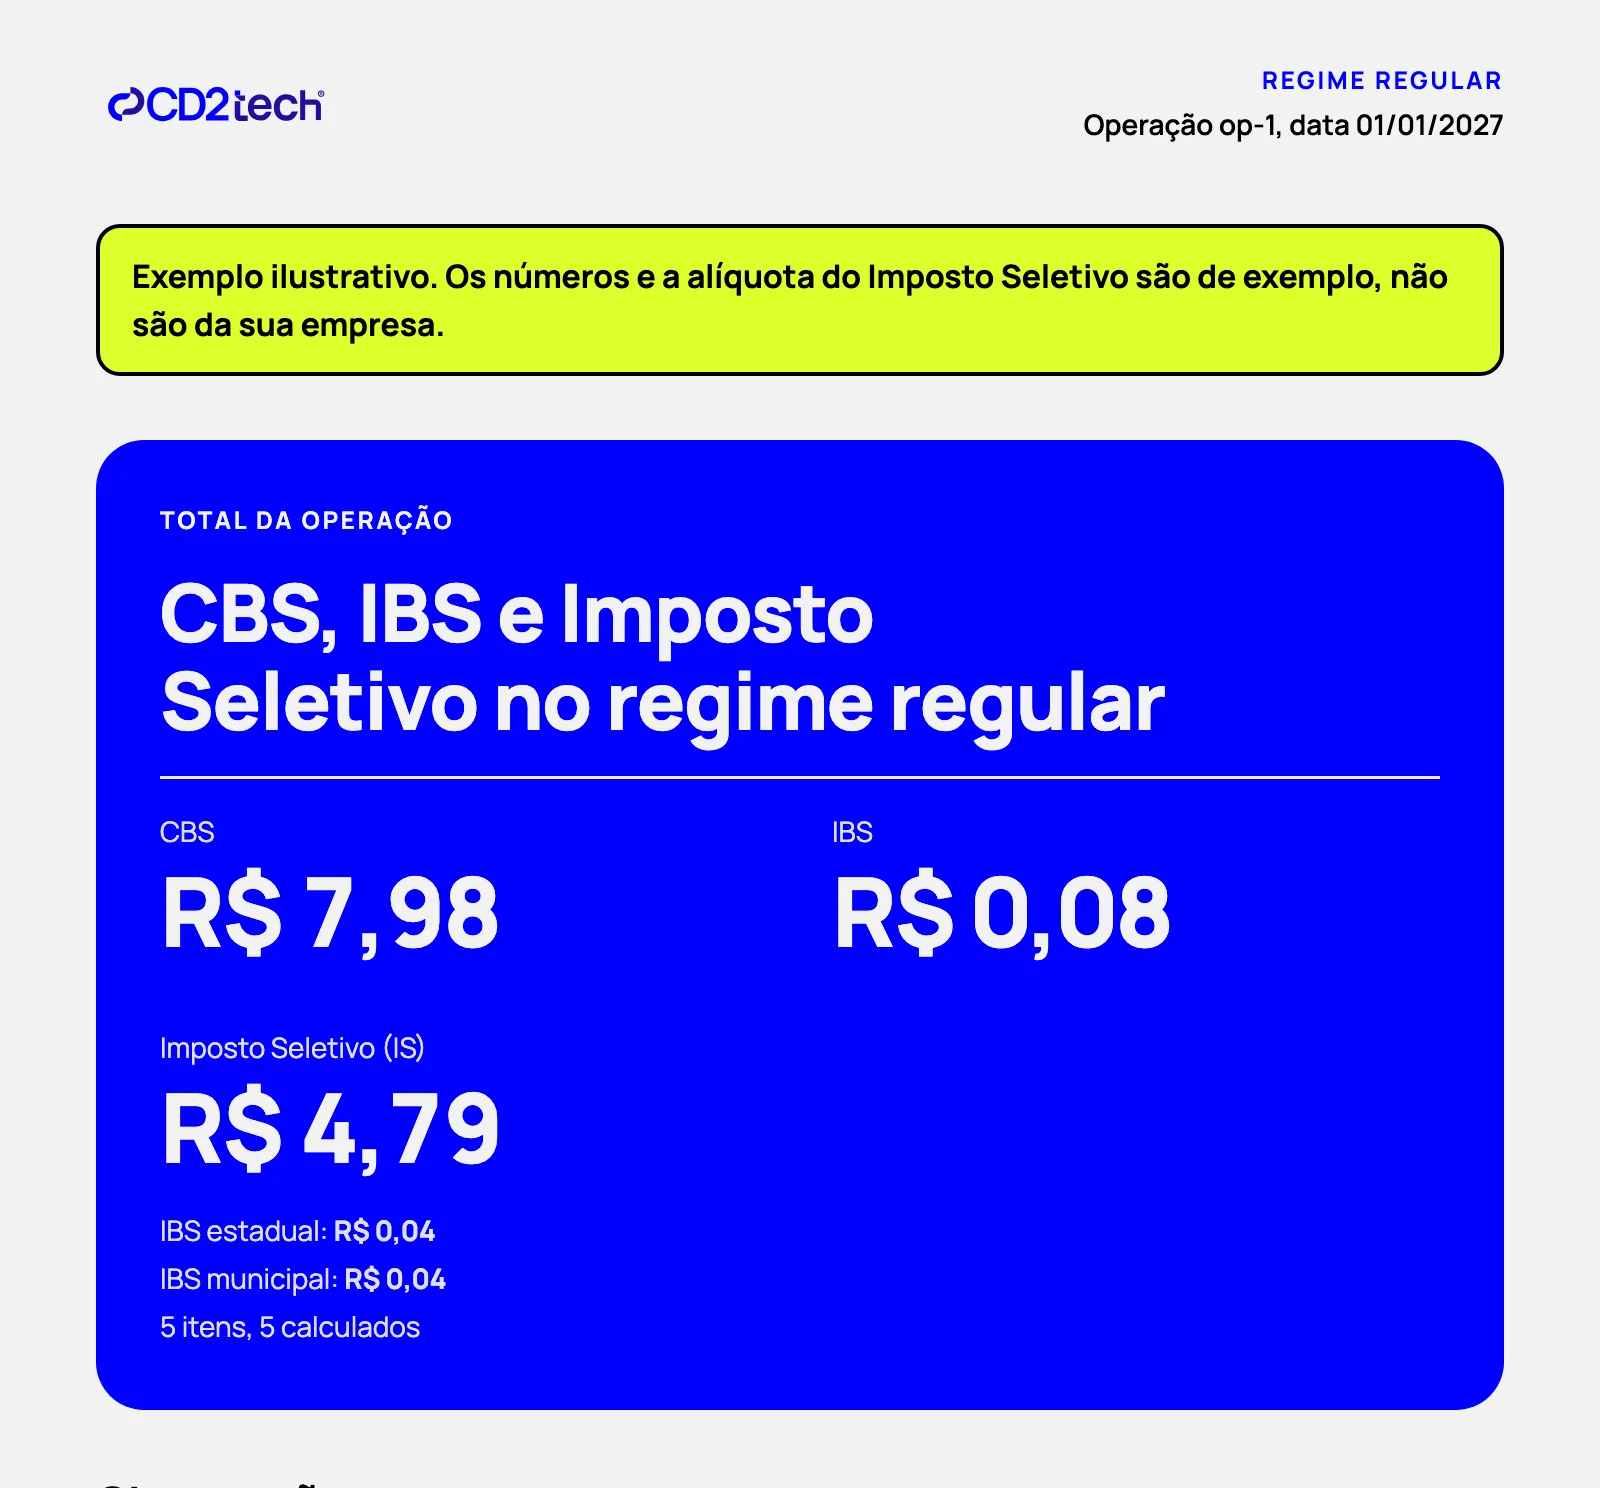 CD2tech®
REGIME REGULAR
Operação op-1, data 01/01/2027
Exemplo ilustrativo. Os números e a alíquota do Imposto Seletivo são de exemplo, não
são da sua empresa.
TOTAL DA OPERAÇÃO
CBS, IBS e Imposto
Seletivo no regime regular
CBS
IBS
R$ 7,98
R$ 0,08
Imposto Seletivo (IS)
R$ 4,79
IBS estadual: R$ 0,04
IBS municipal: R$ 0,04
5 itens, 5 calculados